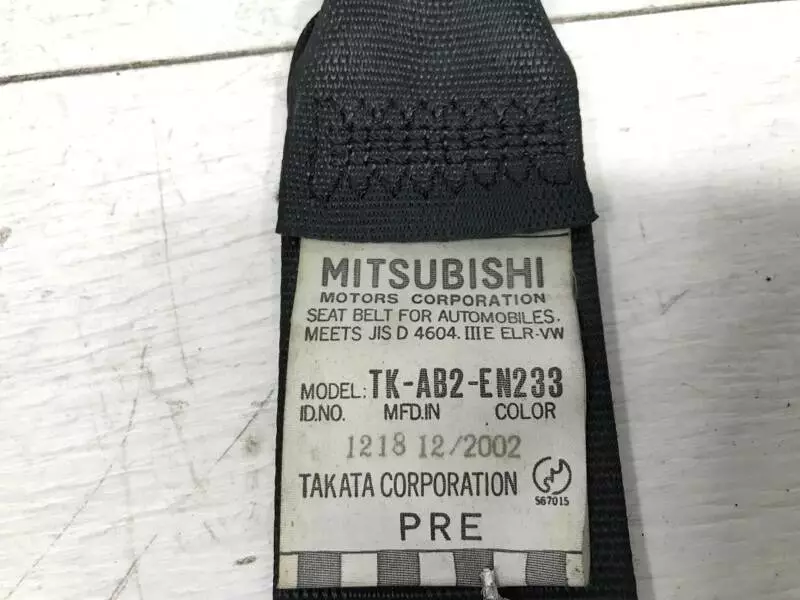 MITSUBISHI
MOTORS CORPORATION
SEAT BELT FOR AUTOMOBILES.
MEETS JIS D 4604. III E ELR-VW
MODEL: TK-AB2-EN233
ID.NO. MFD.IN COLOR
1218 12/2002
TAKATA CORPORATION
S67015
PRE